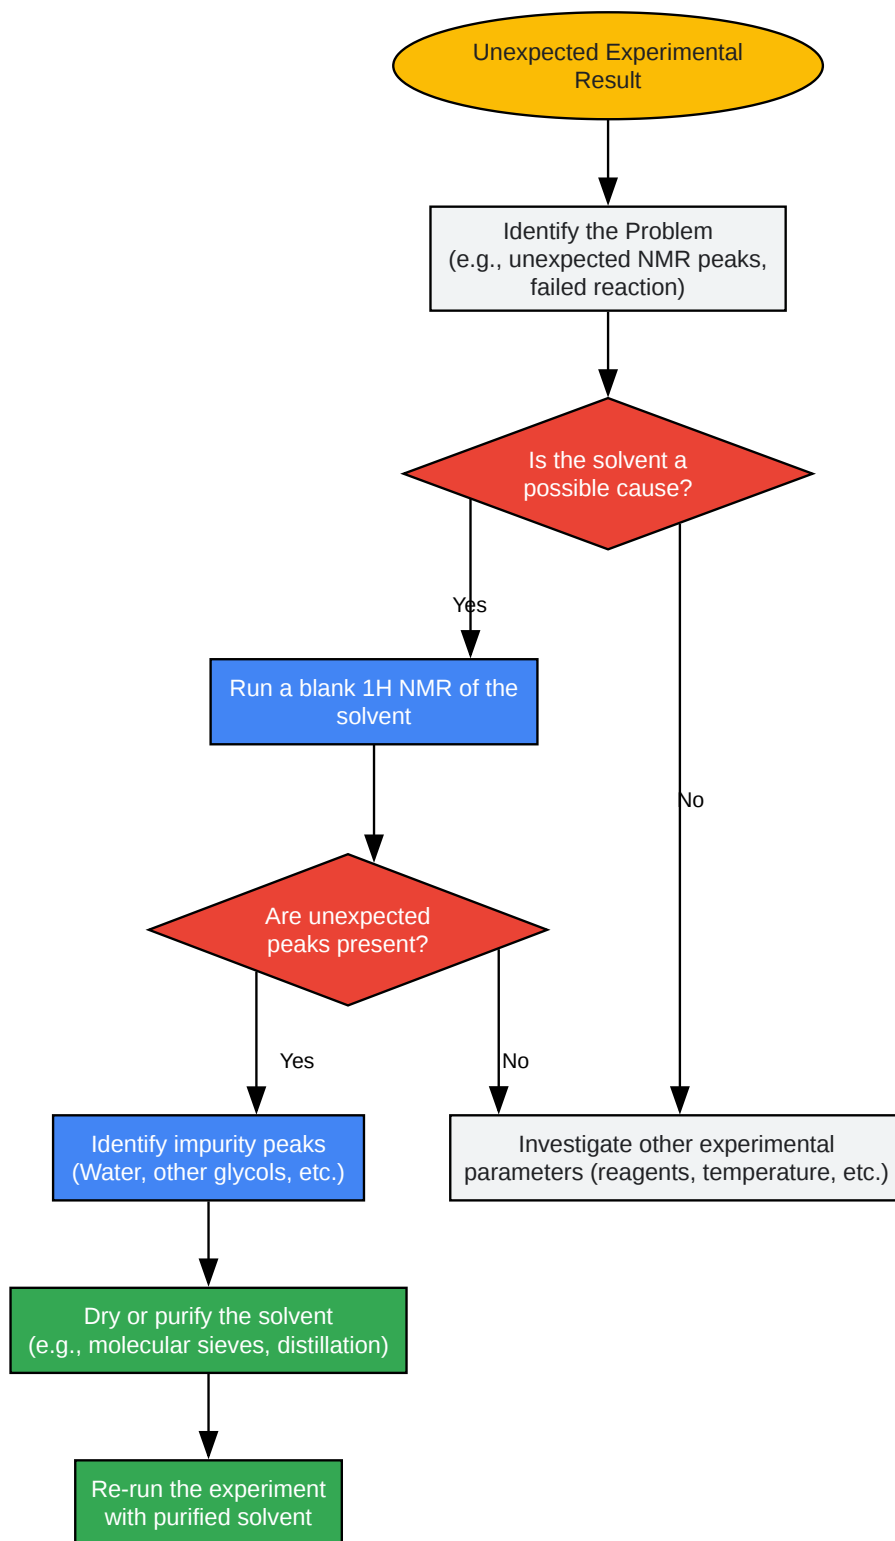 Unexpected Experimental
Result
Identify the Problem
(e.g., unexpected NMR peaks,
failed reaction)
Is the solvent a
possible cause?
Yes
Run a blank 1H NMR of the
solvent
No
Are unexpected
peaks present?
Yes
No
Identify impurity peaks
(Water, other glycols, etc.)
Investigate other experimental
parameters (reagents, temperature, etc.)
Dry or purify the solvent
(e.g., molecular sieves, distillation)
Re-run the experiment
with purified solvent